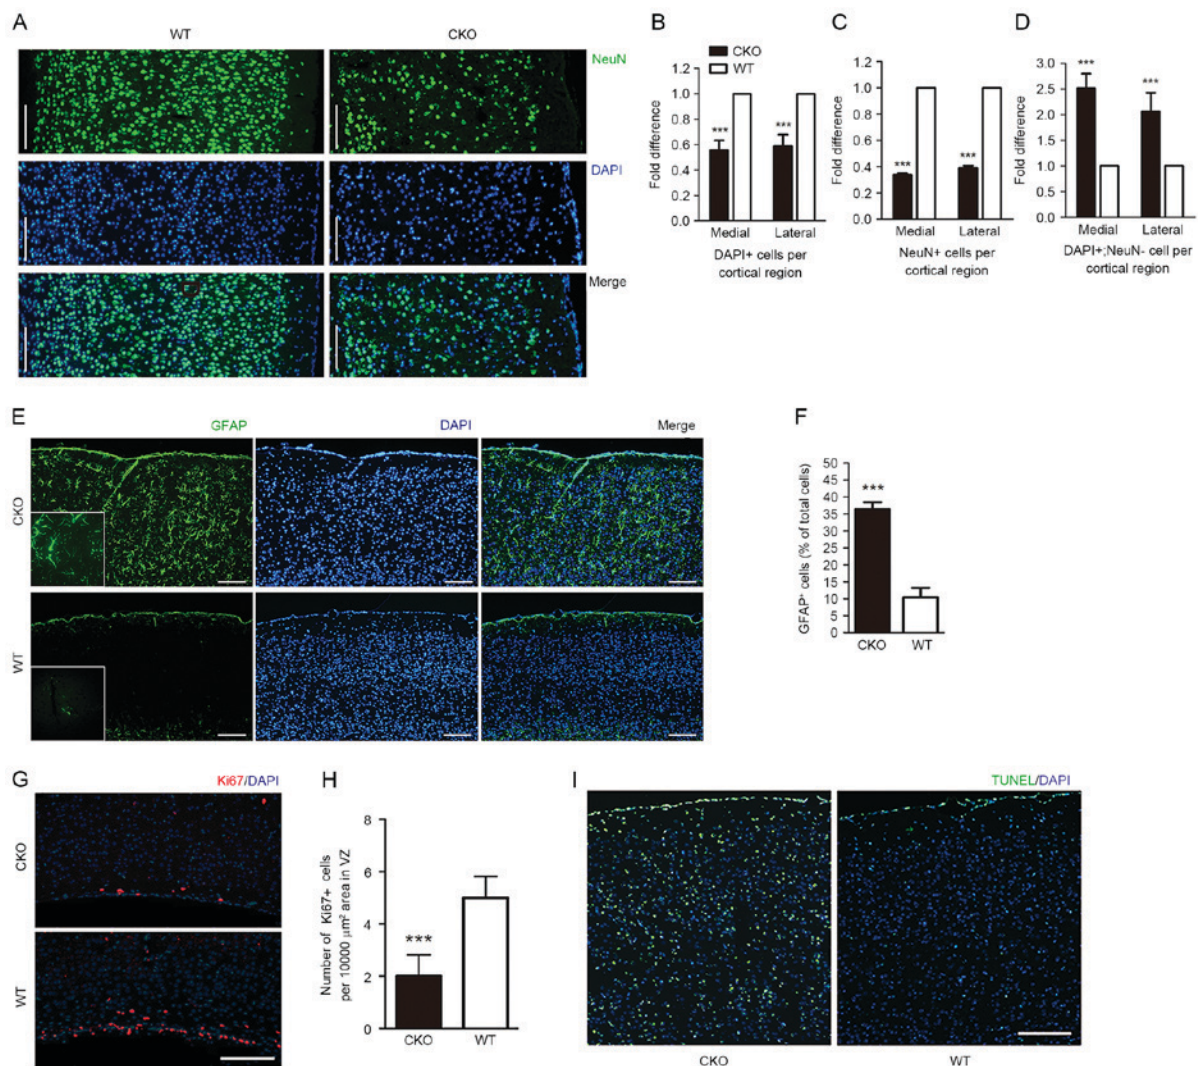 A
WT
CKO
NeuN
DAPI
Merge
B
CKO
WT
Fold difference
1.2
1.0
0.8
0.6
0.4
0.2
0.0
***
***
Medial
Lateral
DAPI+ cells per
cortical region
C
Fold difference
1.2
1.0
0.8
0.6
0.4
0.2
0.0
***
***
Medial
Lateral
NeuN+ cells per
cortical region
D
Fold difference
3.0
2.5
2.0
1.5
1.0
0.5
0.0
***
***
Medial
Lateral
DAPI+;NeuN- cell per
cortical region
E
GFAP
DAPI
Merge
CKO
WT
F
GFAP+ cells (% of total cells)
50
45
40
35
30
25
20
15
10
5
0
***
CKO
WT
G
Ki67/DAPI
CKO
WT
H
Number of Ki67+ cells
per 10000 μm² area in VZ
8
6
4
2
0
***
CKO
WT
I
TUNEL/DAPI
CKO
WT